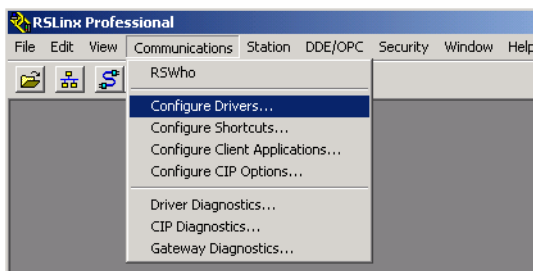 RSLinx Professional
File Edit View Communications Station DDE/OPC Security Window Help
RSWho
Configure Drivers...
Configure Shortcuts...
Configure Client Applications...
Configure CIP Options...
Driver Diagnostics...
CIP Diagnostics...
Gateway Diagnostics...